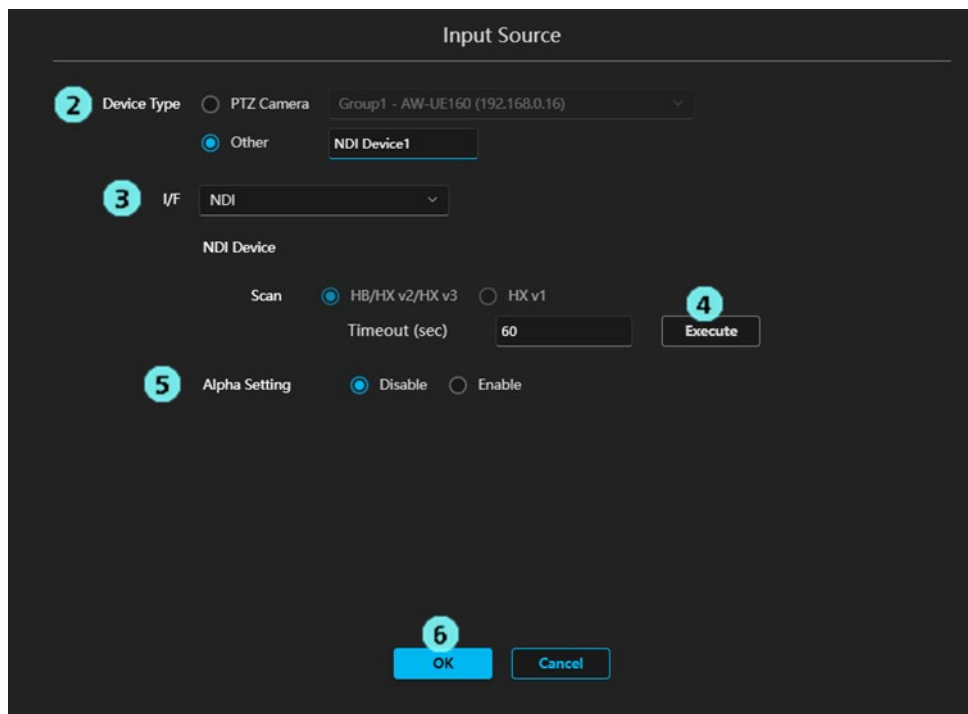 Input Source
2 Device Type PTZ Camera Group1 - AW-UE160 (192.168.0.16)
Other NDI Device1
3 I/F NDI
NDI Device
Scan HB/HX v2/HX v3 HX v1
4
Timeout (sec) 60 Execute
5 Alpha Setting Disable Enable
6
OK Cancel